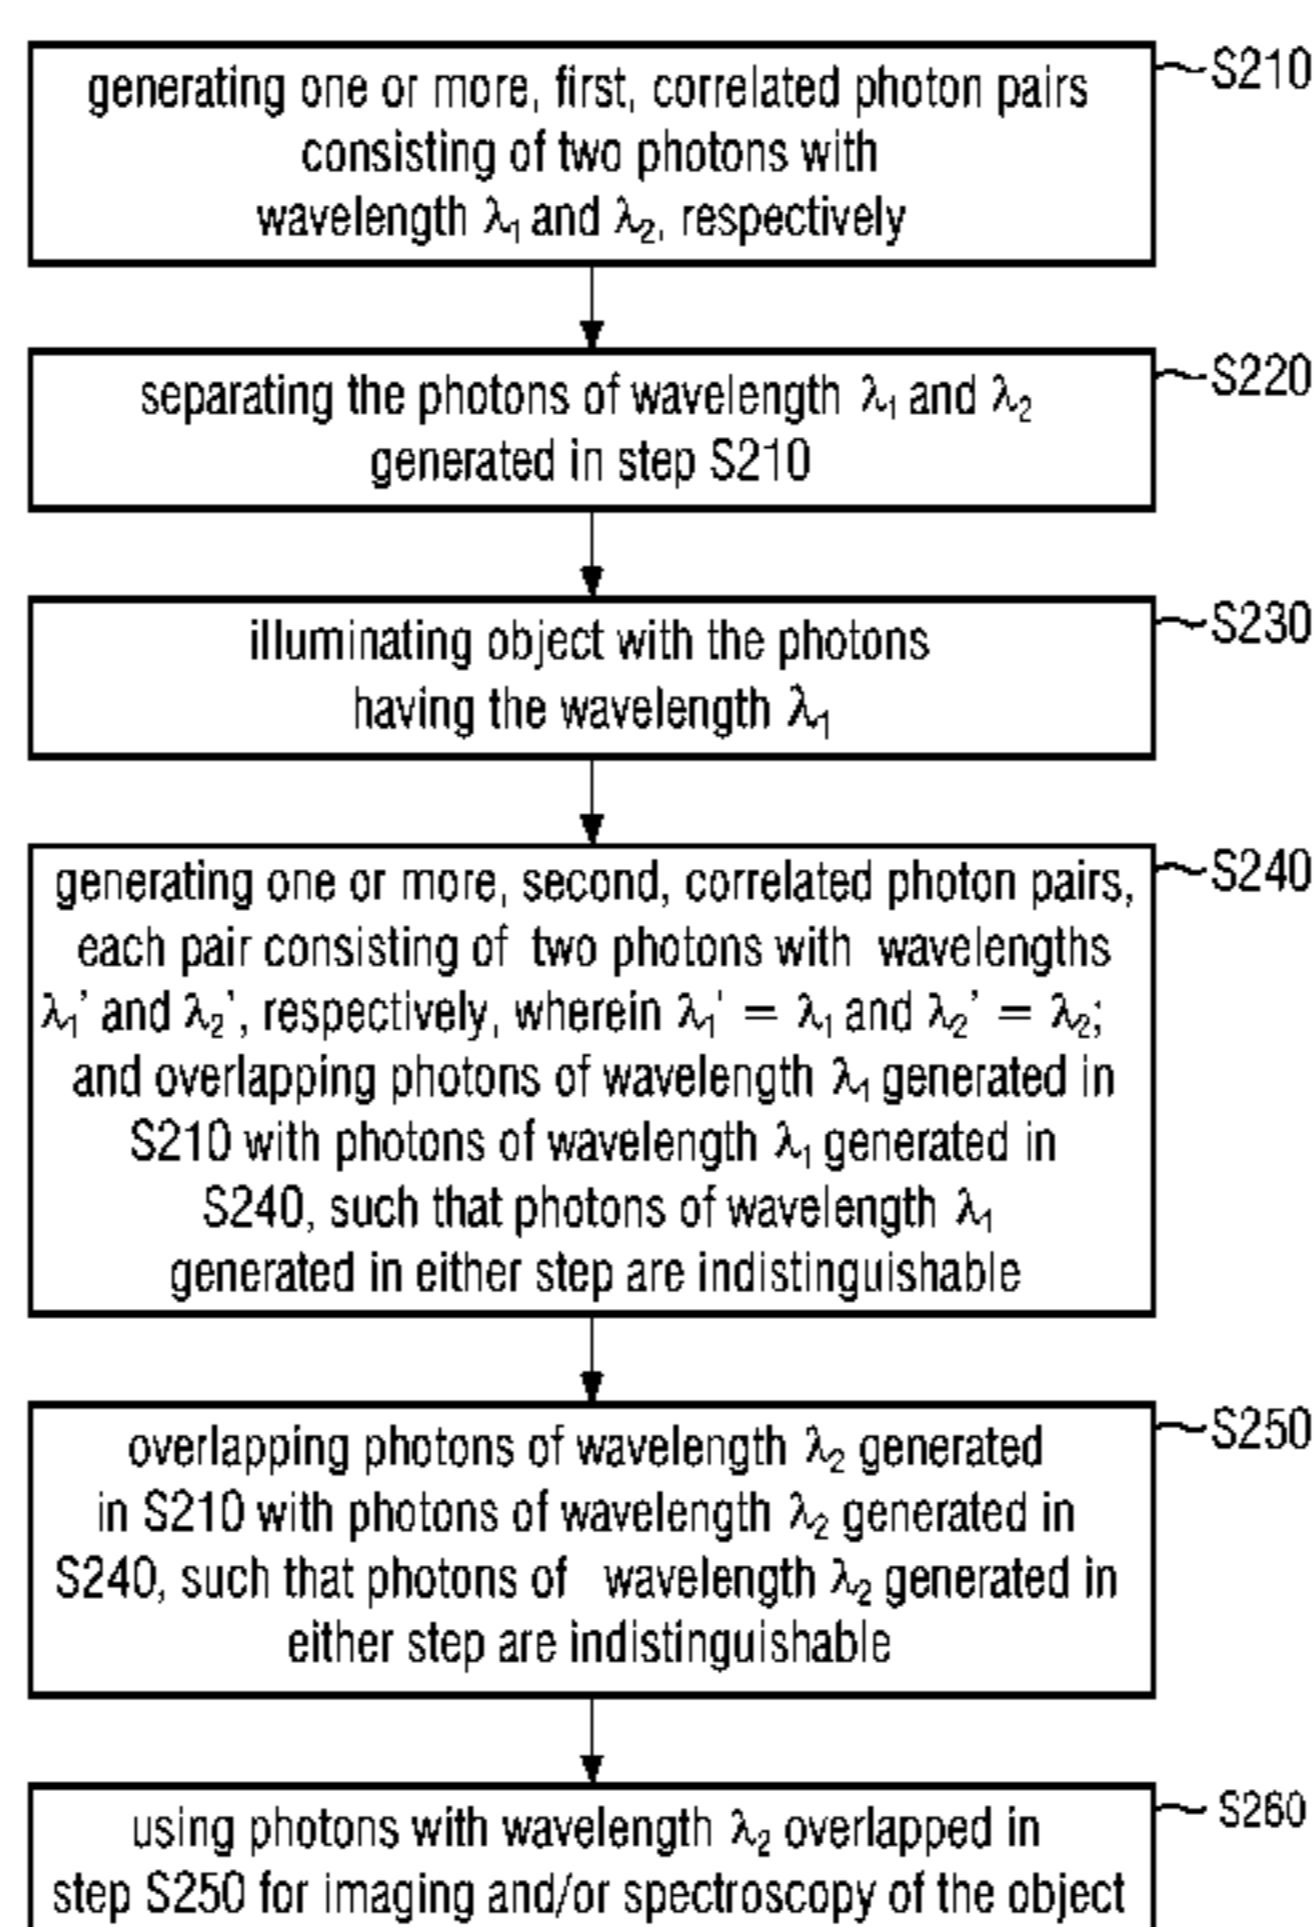 generating one or more, first, correlated photon pairs
consisting of two photons with
wavelength λ₁ and λ₂, respectively
S210
separating the photons of wavelength λ₁ and λ₂
generated in step S210
S220
illuminating object with the photons
having the wavelength λ₁
S230
generating one or more, second, correlated photon pairs,
each pair consisting of two photons with wavelengths
λ₁' and λ₂', respectively, wherein λ₁' = λ₁ and λ₂' = λ₂;
and overlapping photons of wavelength λ₁ generated in
S210 with photons of wavelength λ₁ generated in
S240, such that photons of wavelength λ₁
generated in either step are indistinguishable
S240
overlapping photons of wavelength λ₂ generated
in S210 with photons of wavelength λ₂ generated in
S240, such that photons of wavelength λ₂ generated in
either step are indistinguishable
S250
using photons with wavelength λ₂ overlapped in
step S250 for imaging and/or spectroscopy of the object
S260